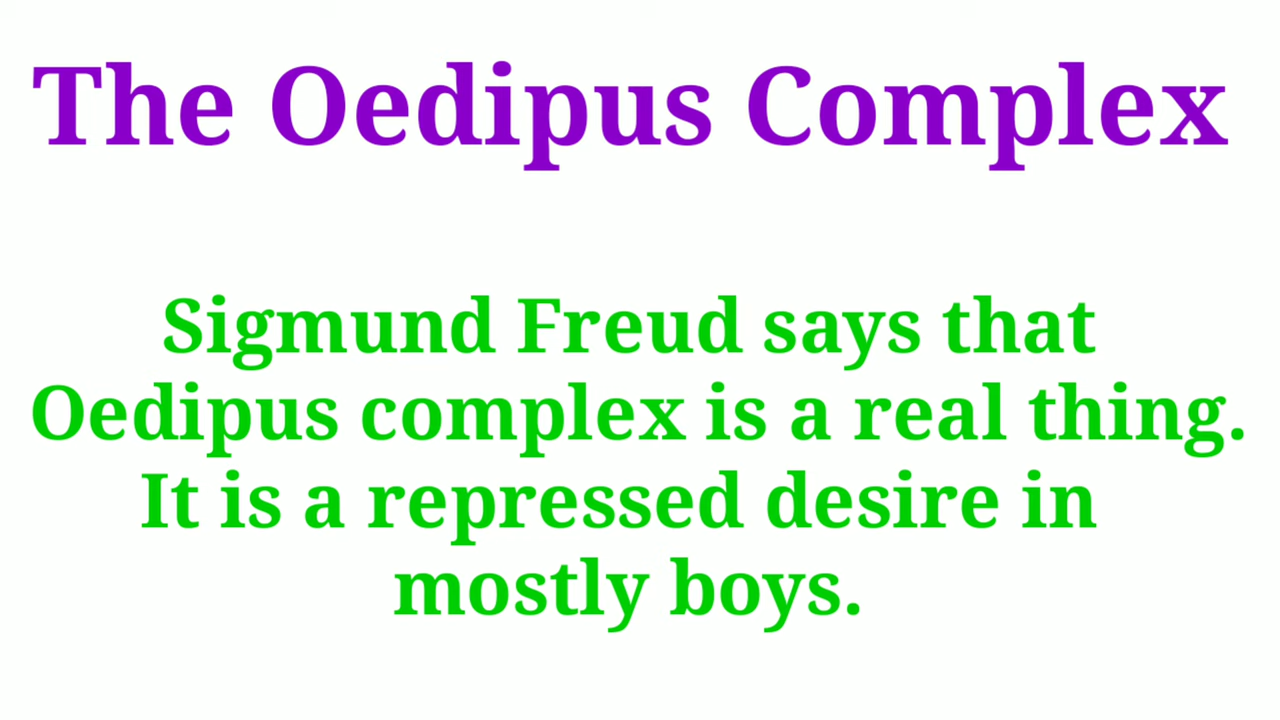 The Oedipus Complex
Sigmund Freud says that
Oedipus complex is a real thing.
It is a repressed desire in
mostly boys.